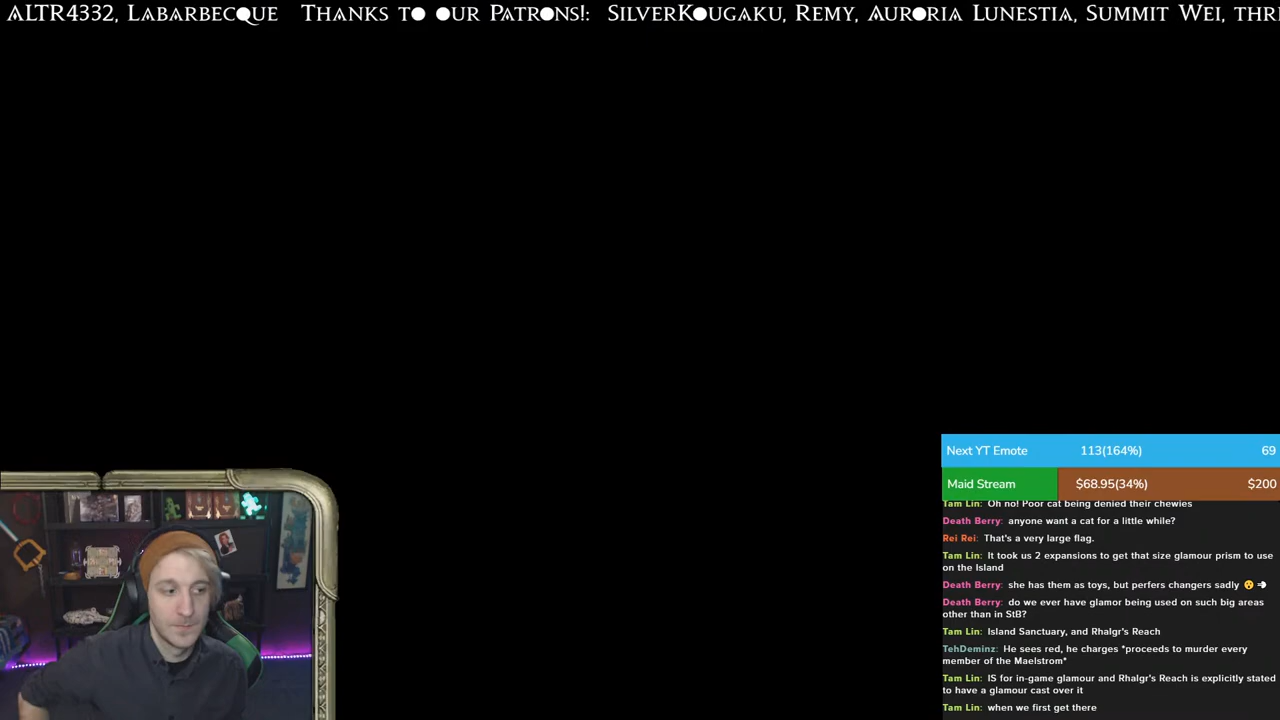 ALTR4332, LABARBECQUE THANKS TO OUR PATRONS!: SILVERKOUGAKU, REMY, AURORIA LUNESTIA, SUMMIT WEI, THRE
Next YT Emote 113(164%) 69
Maid Stream $68.95(34%) $200
Tam Lin: Oh no! Poor cat being denied their chewies
Death Berry: anyone want a cat for a little while?
Rei Rei: That's a very large flag.
Tam Lin: It took us 2 expansions to get that size glamour prism to use
on the Island
Death Berry: she has them as toys, but perfers changers sadly 😮‍💨
Death Berry: do we ever have glamor being used on such big areas
other than in StB?
Tam Lin: Island Sanctuary, and Rhalgr's Reach
TehDeminz: He sees red, he charges *proceeds to murder every
member of the Maelstrom*
Tam Lin: IS for in-game glamour and Rhalgr's Reach is explicitly stated
to have a glamour cast over it
Tam Lin: when we first get there